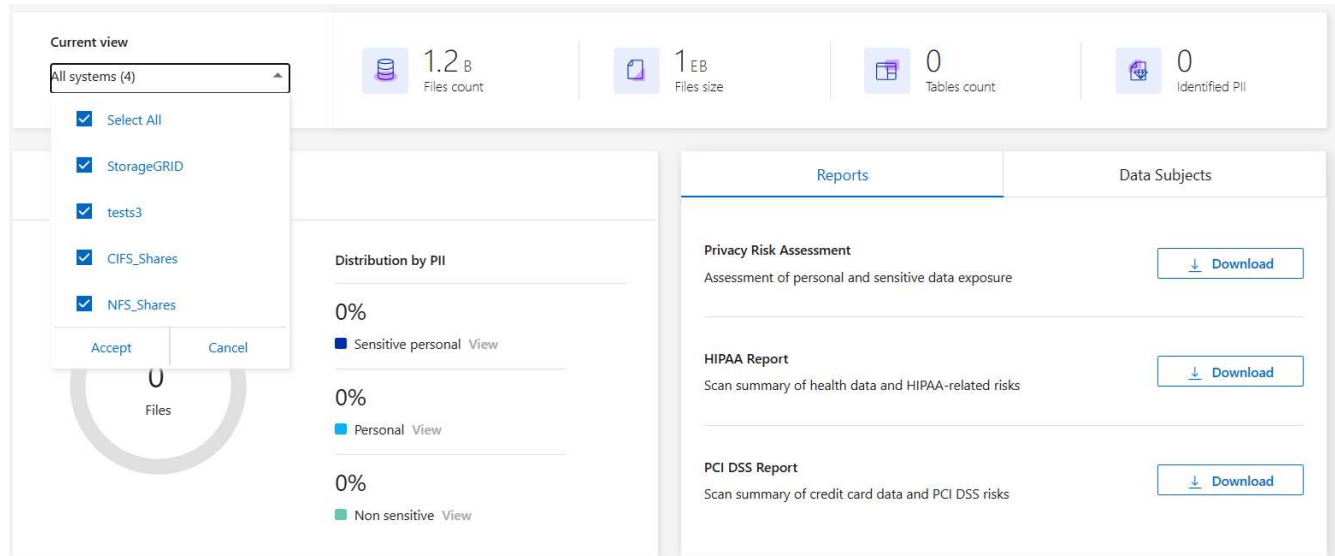 Current view
All systems (4)
Select All
StorageGRID
tests3
CIFS_Shares
NFS_Shares
Accept Cancel
1.2 B
Files count
1 EB
Files size
0
Tables count
0
Identified PII
0
Files
Distribution by PII
0%
Sensitive personal View
0%
Personal View
0%
Non sensitive View
Reports Data Subjects
Privacy Risk Assessment
Assessment of personal and sensitive data exposure
Download
HIPAA Report
Scan summary of health data and HIPAA-related risks
Download
PCI DSS Report
Scan summary of credit card data and PCI DSS risks
Download